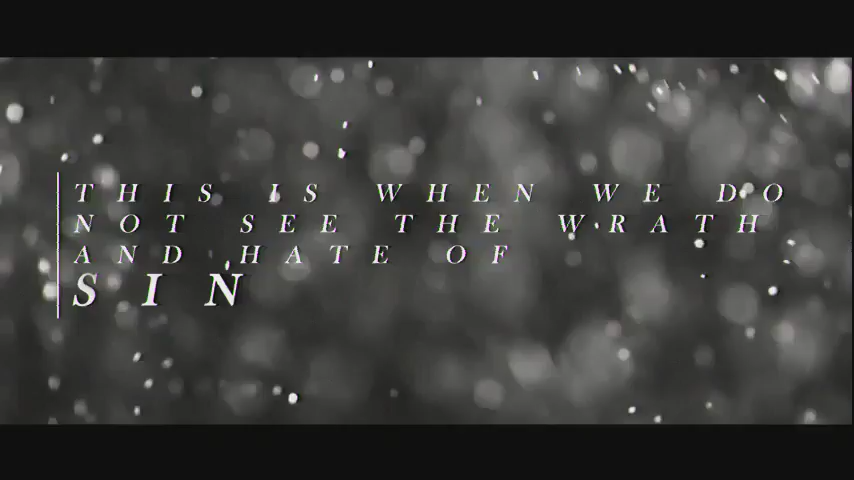 THIS IS WHEN WE DO
NOT SEE THE WRATH
AND HATE OF
SIN